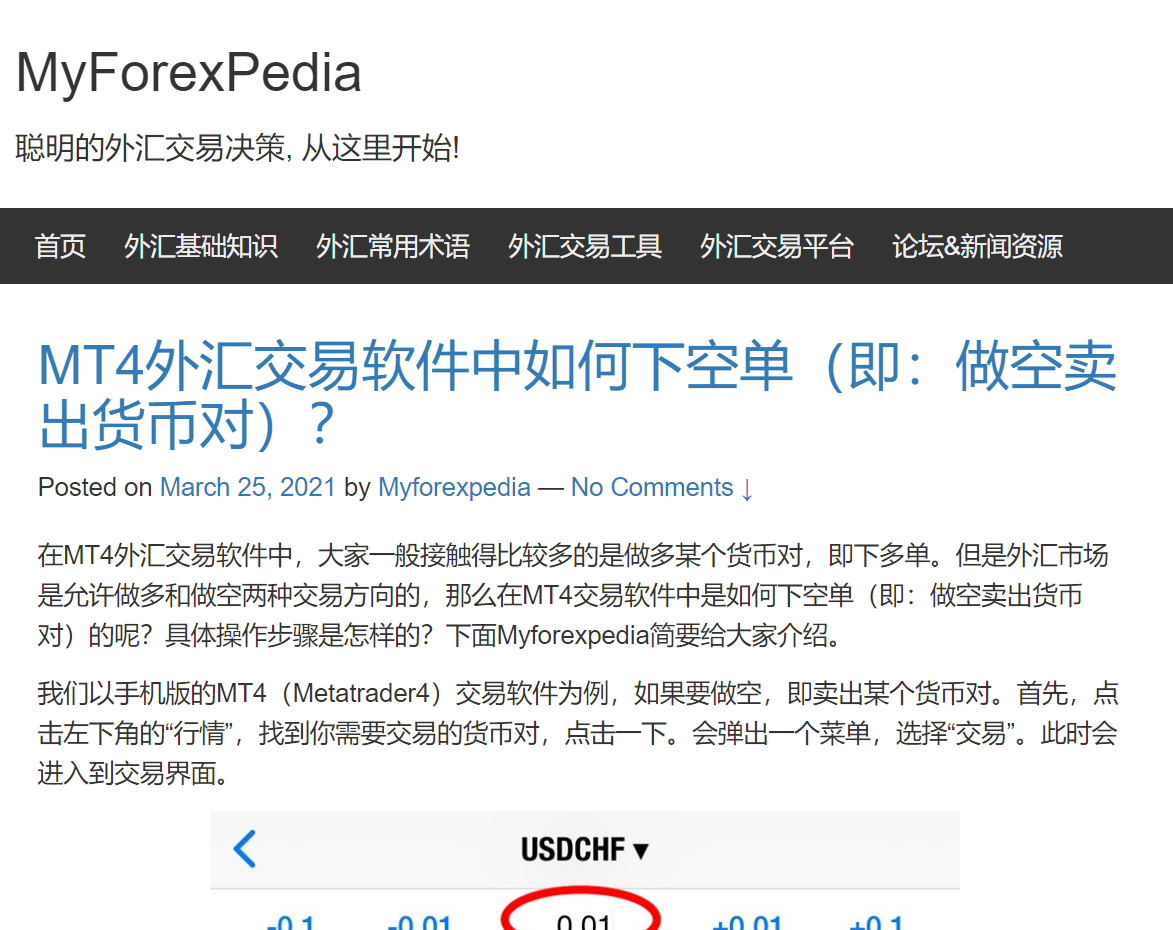 MyForexPedia
聪明的外汇交易决策, 从这里开始!
首页 外汇基础知识 外汇常用术语 外汇交易工具 外汇交易平台 论坛&新闻资源
MT4外汇交易软件中如何下空单（即：做空卖
出货币对）？
Posted on March 25, 2021 by Myforexpedia — No Comments ↓
在MT4外汇交易软件中，大家一般接触得比较多的是做多某个货币对，即下多单。但是外汇市场
是允许做多和做空两种交易方向的，那么在MT4交易软件中是如何下空单（即：做空卖出货币
对）的呢？具体操作步骤是怎样的？下面Myforexpedia简要给大家介绍。
我们以手机版的MT4（Metatrader4）交易软件为例，如果要做空，即卖出某个货币对。首先，点
击左下角的“行情”，找到你需要交易的货币对，点击一下。会弹出一个菜单，选择“交易”。此时会
进入到交易界面。
USDCHF ▼
-0.1 -0.01 0.01 +0.01 +0.1